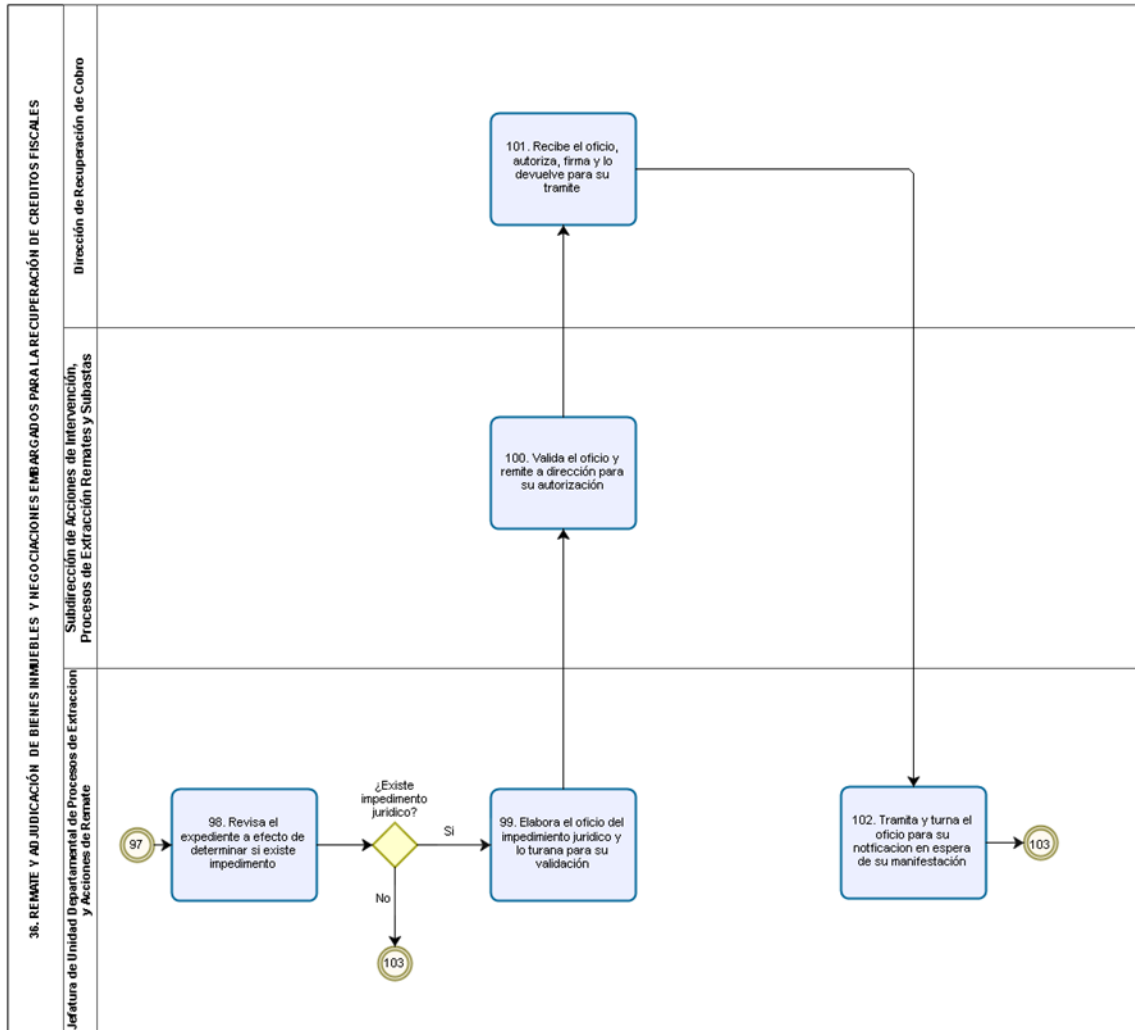 36. REMATE Y ADJUDICACIÓN DE BIENES INMUEBLES Y NEGOCIACIONES EMBARGADOS PARA LA RECUPERACIÓN DE CREDITOS FISCALES
Dirección de Recuperación de Cobro
101. Recibe el oficio,
autoriza, firma y lo
devuelve para su
tramite
Subdirección de Acciones de Intervención,
Procesos de Extracción Remates y Subastas
100. Valida el oficio y
remite a dirección para
su autorización
Jefatura de Unidad Departamental de Procesos de Extraccion
y Acciones de Remate
97
98. Revisa el
expediente a efecto de
determinar si existe
impedimento
¿Existe
impedimento
juridico?
Si
No
103
99. Elabora el oficio del
impedimiento juridico y
lo turana para su
validación
102. Tramita y turna el
oficio para su
notficacion en espera
de su manifestación
103